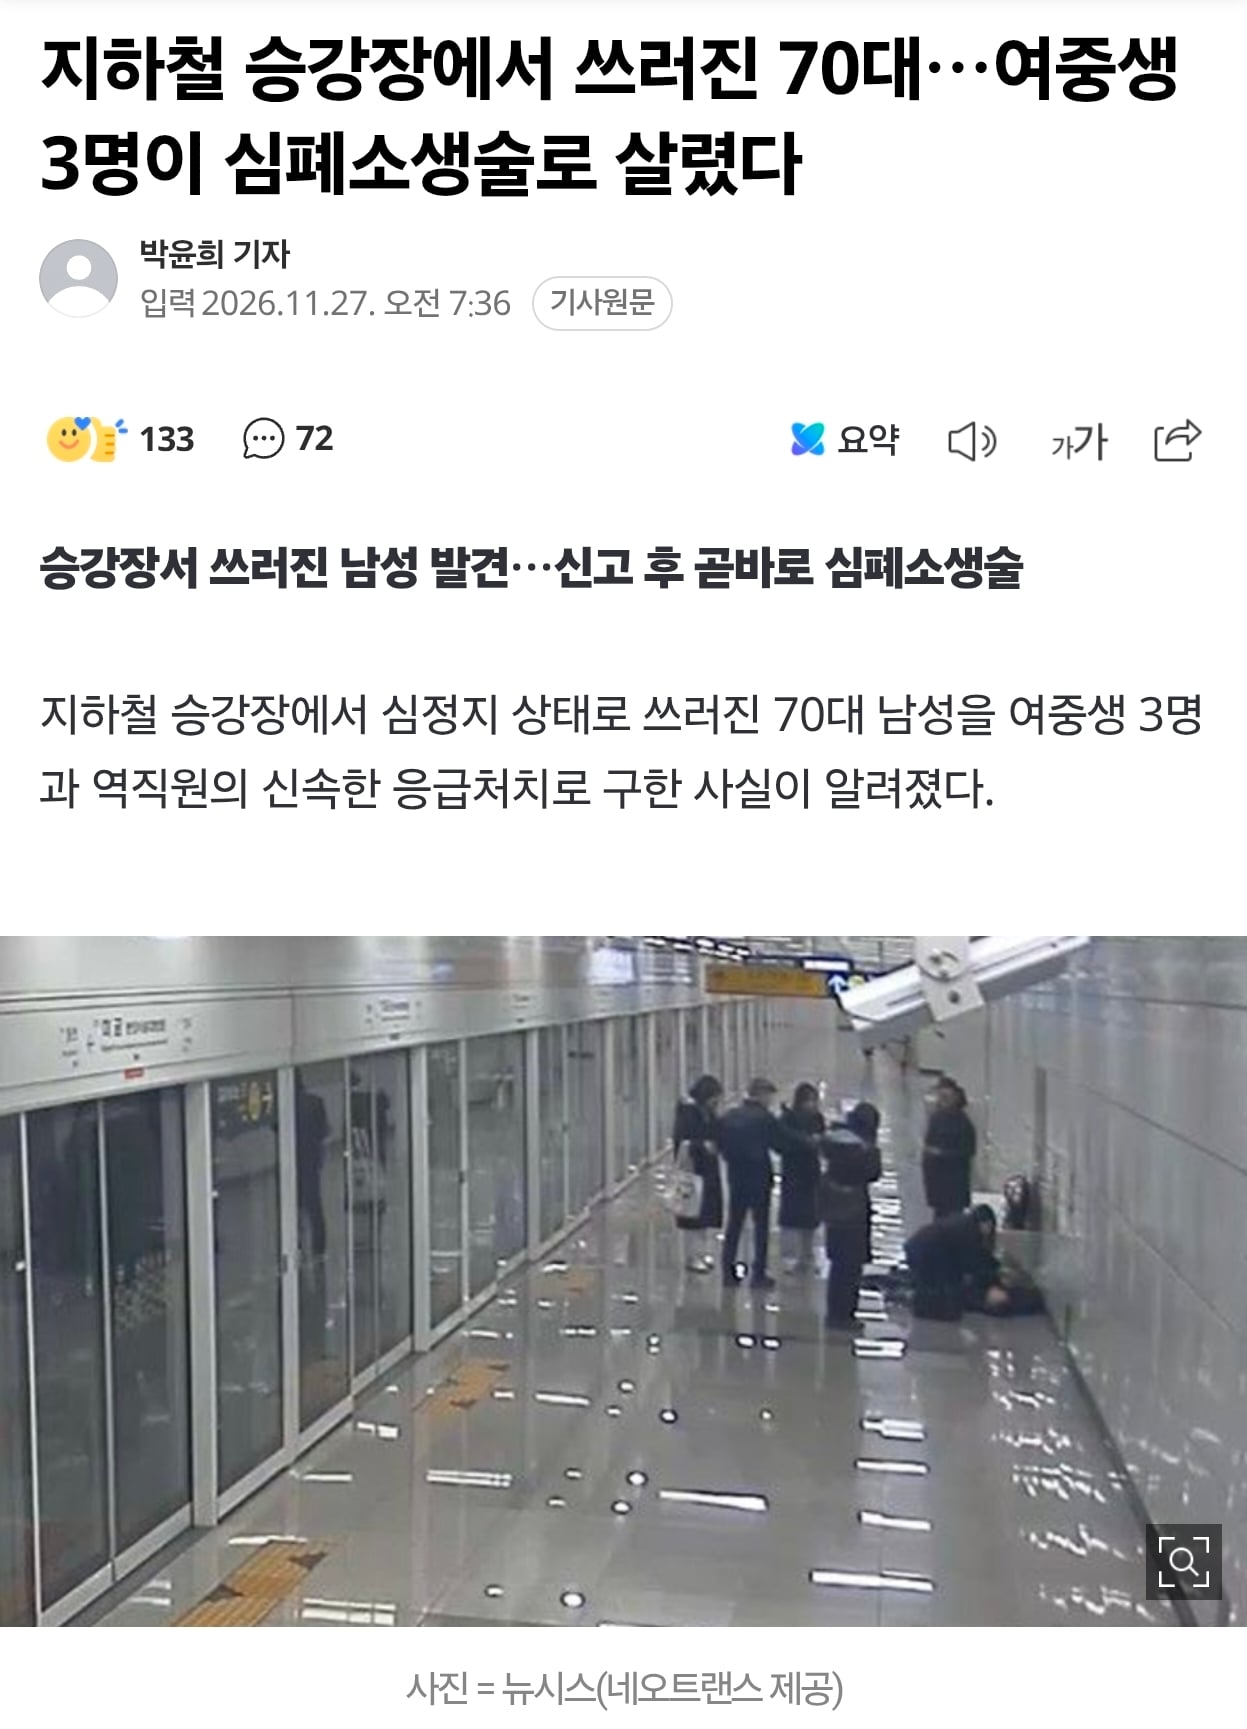 지하철 승강장에서 쓰러진 70대…여중생
3명이 심폐소생술로 살렸다
박윤희 기자
입력 2026.11.27. 오전 7:36 기사원문
133 72 요약 가가
승강장서 쓰러진 남성 발견…신고 후 곧바로 심폐소생술
지하철 승강장에서 심정지 상태로 쓰러진 70대 남성을 여중생 3명
과 역직원의 신속한 응급처치로 구한 사실이 알려졌다.
미금
사진 = 뉴시스(네오트랜스 제공)